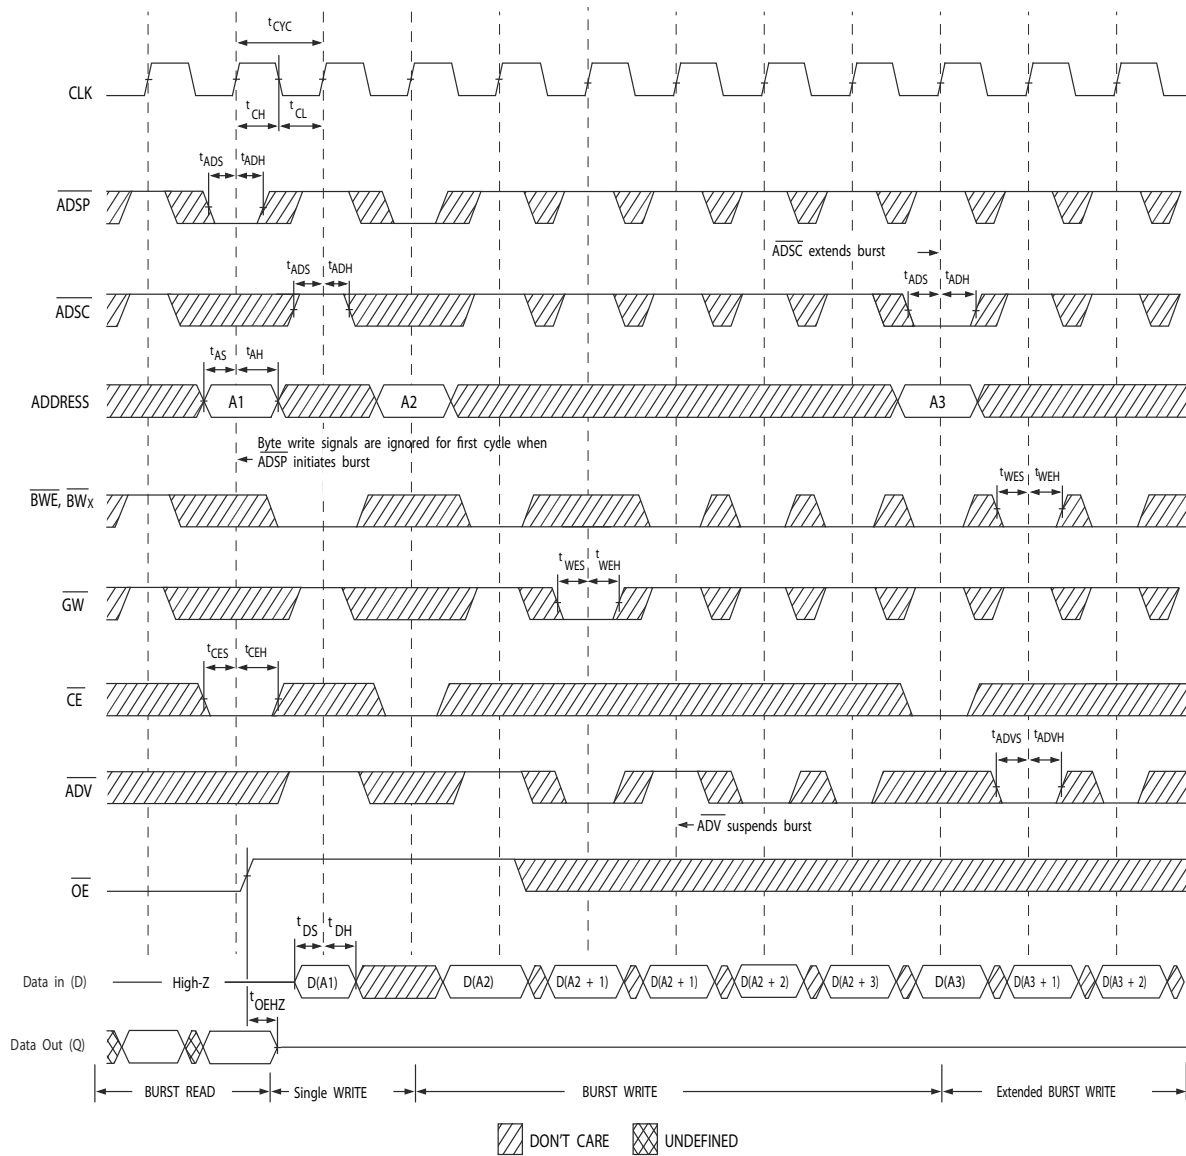 tCYC
CLK
tCH
tCL
tADS
tADH
ADSP
ADSC extends burst
tADS
tADH
tADS
tADH
ADSC
tAS
tAH
ADDRESS
A1
A2
A3
Byte write signals are ignored for first cycle when
ADSP initiates burst
tWES
tWEH
BWE, BWX
tWES
tWEH
GW
tCES
tCEH
CE
tADVS
tADVH
ADV
ADV suspends burst
OE
tDS
tDH
Data in (D)
High-Z
D(A1)
D(A2)
D(A2 + 1)
D(A2 + 1)
D(A2 + 2)
D(A2 + 3)
D(A3)
D(A3 + 1)
D(A3 + 2)
tOEHZ
Data Out (Q)
BURST READ
Single WRITE
BURST WRITE
Extended BURST WRITE
DON'T CARE
UNDEFINED